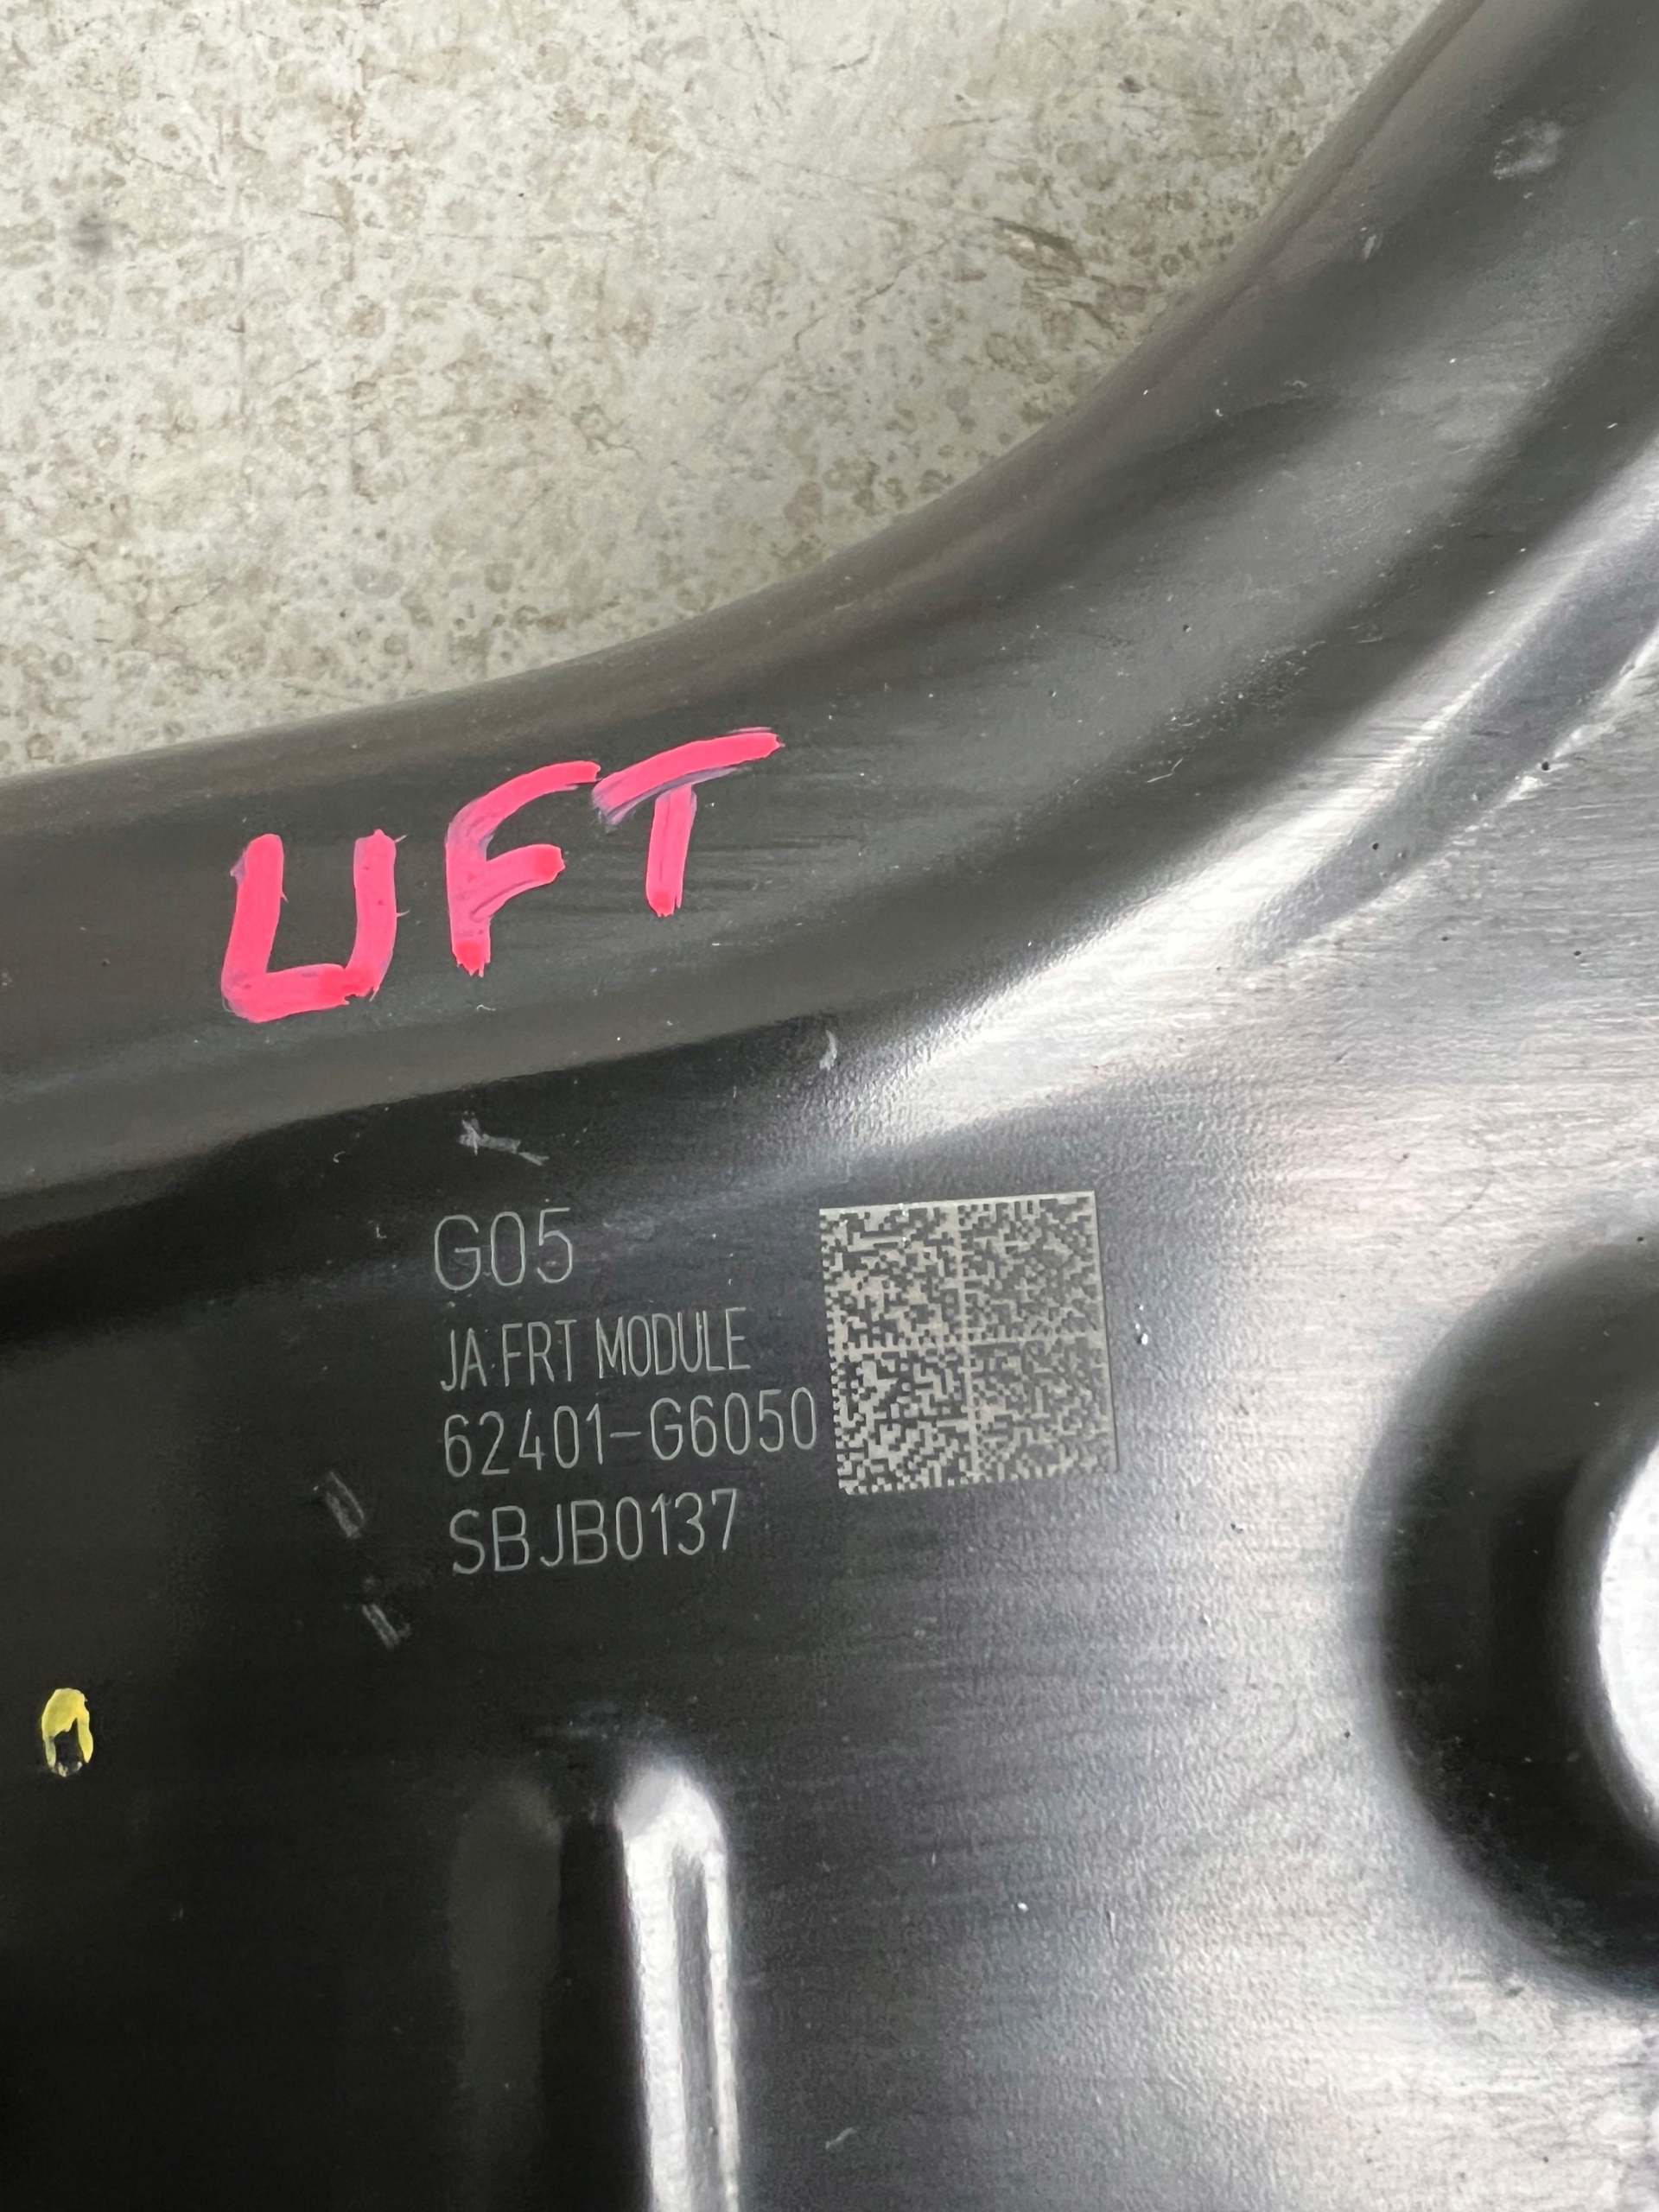 UFT
G05
JA FRT MODULE
62401-G6050
SBJB0137